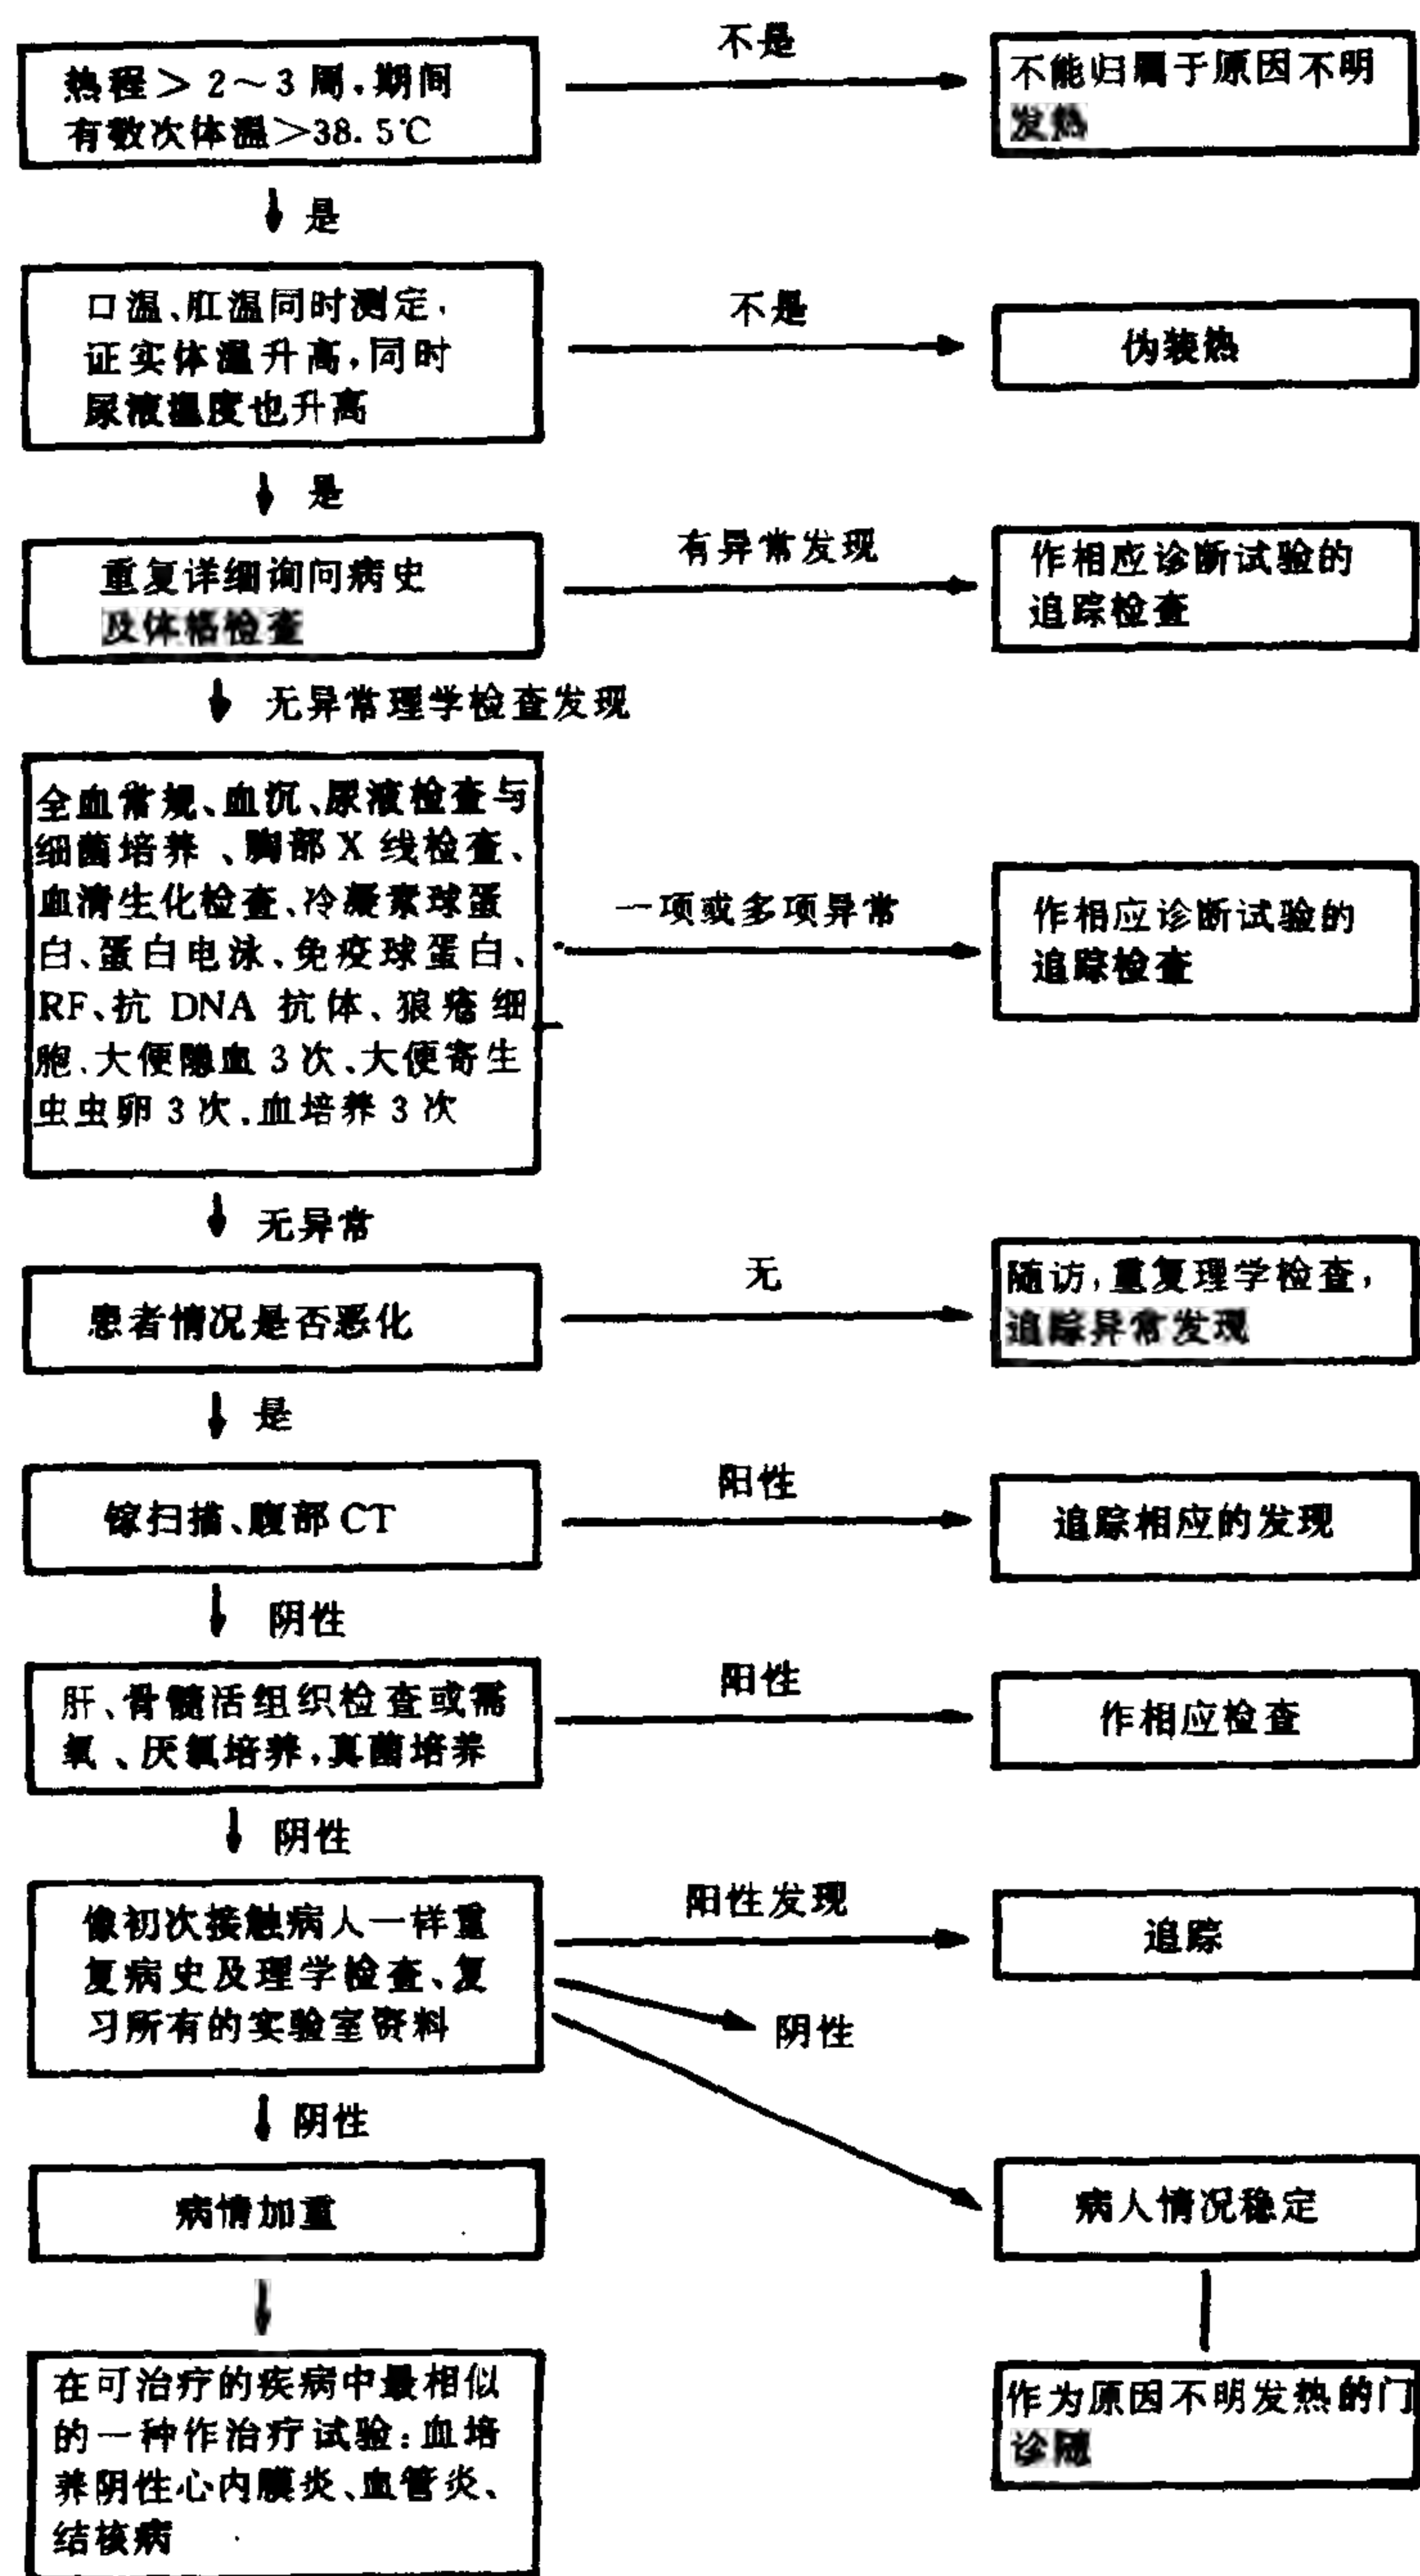 热程＞2～3周，期间
有数次体温＞38.5℃
不是
不能归属于原因不明
发热
是
口温、肛温同时测定，
证实体温升高，同时
尿液温度也升高
不是
伪装热
是
重复详细询问病史
及体格检查
有异常发现
作相应诊断试验的
追踪检查
无异常理学检查发现
全血常规、血沉、尿液检查与
细菌培养、胸部X线检查、
血清生化检查、冷凝素球蛋
白、蛋白电泳、免疫球蛋白、
RF、抗DNA抗体、狼疮细
胞、大便隐血3次、大便寄生
虫虫卵3次、血培养3次
一项或多项异常
作相应诊断试验的
追踪检查
无异常
患者情况是否恶化
无
随访，重复理学检查，
追踪异常发现
是
镓扫描、腹部CT
阳性
追踪相应的发现
阴性
肝、骨髓活组织检查或需
氧、厌氧培养，真菌培养
阳性
作相应检查
阴性
像初次接触病人一样重
复病史及理学检查、复
习所有的实验室资料
阳性发现
追踪
阴性
阴性
病情加重
病人情况稳定
在可治疗的疾病中最相似
的一种作治疗试验：血培
养阴性心内膜炎、血管炎、
结核病
作为原因不明发热的门
诊随